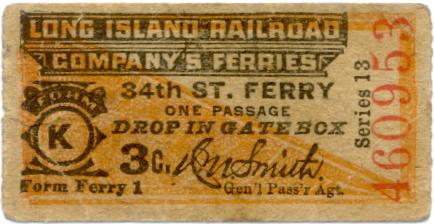 LONG ISLAND RAILROAD
COMPANY'S FERRIES
FORM
K
34th ST. FERRY
ONE PASSAGE
DROP IN GATE BOX
3C.
Form Ferry 1
Gen'l Pass'r Agt.
Series 13
460953